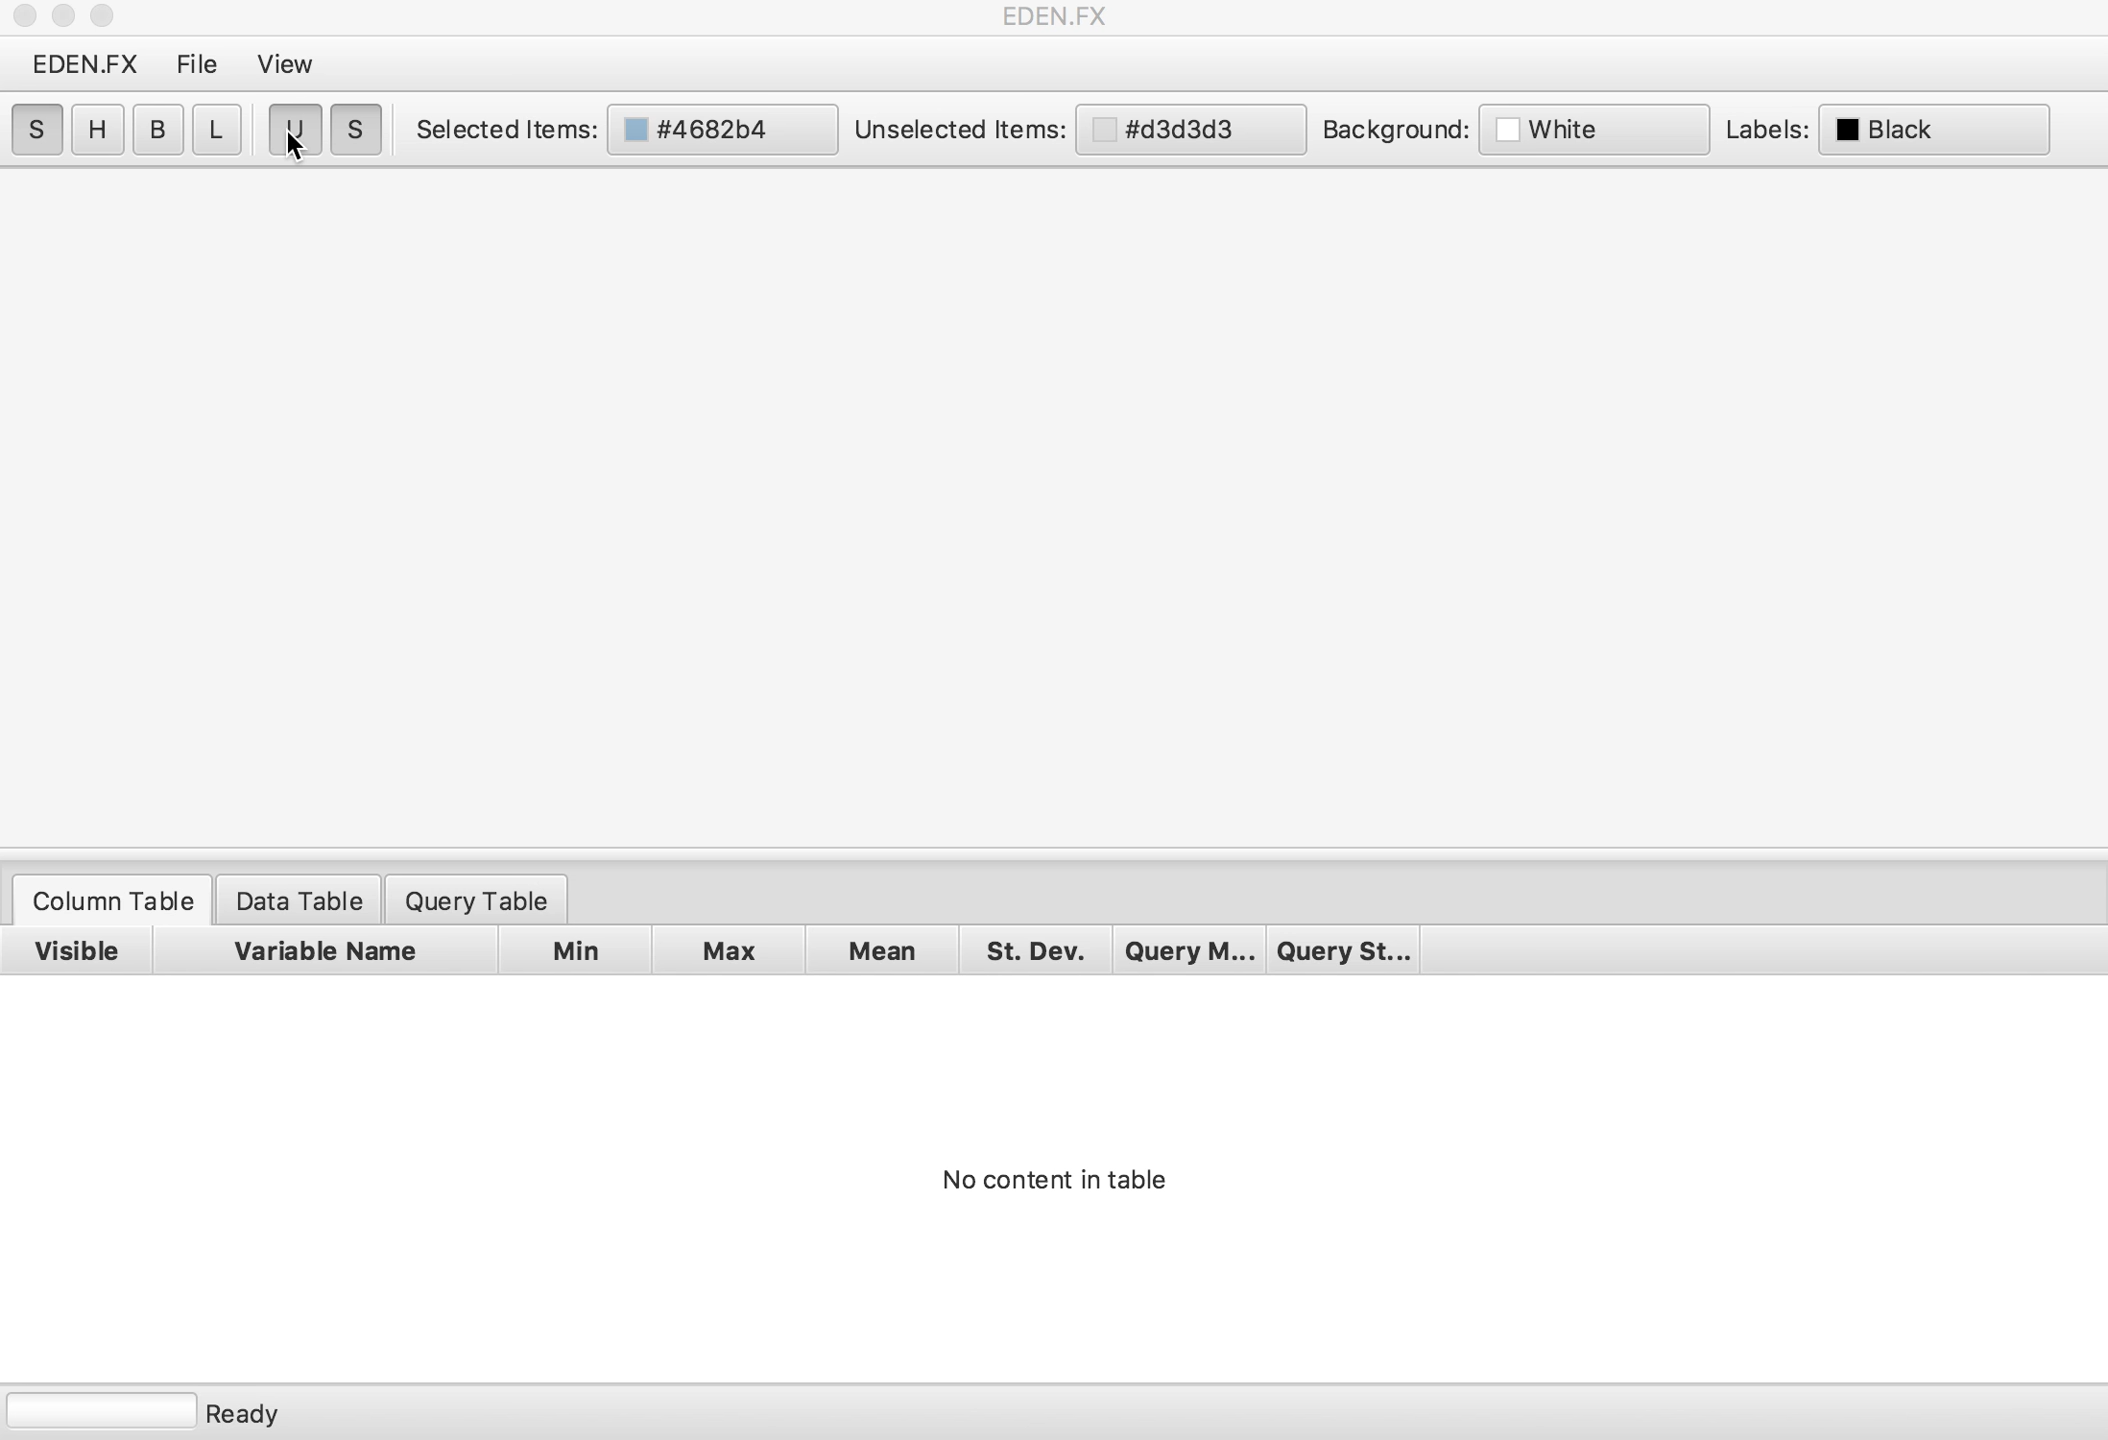 EDEN.FX
EDEN.FX File View
S H B L U S Selected Items: #4682b4 Unselected Items: #d3d3d3 Background: White Labels: Black
Column Table Data Table Query Table
Visible Variable Name Min Max Mean St. Dev. Query M... Query St...
No content in table
Ready